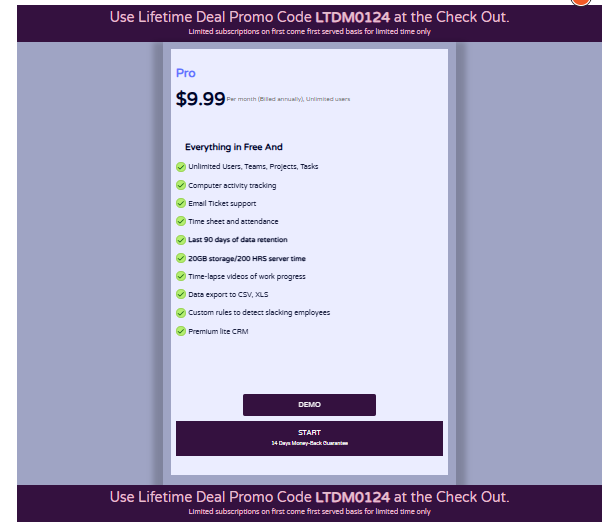 Use Lifetime Deal Promo Code LTDM0124 at the Check Out.
Limited subscriptions on first come first served basis for limited time only
Pro
$9.99 Per month (Billed annually), Unlimited users
Everything in Free And
Unlimited Users, Teams, Projects, Tasks
Computer activity tracking
Email Ticket support
Time sheet and attendance
Last 90 days of data retention
20GB storage/200 HRS server time
Time-lapse videos of work progress
Data export to CSV, XLS
Custom rules to detect slacking employees
Premium lite CRM
DEMO
START
14 Days Money-Back Guarantee
Use Lifetime Deal Promo Code LTDM0124 at the Check Out.
Limited subscriptions on first come first served basis for limited time only